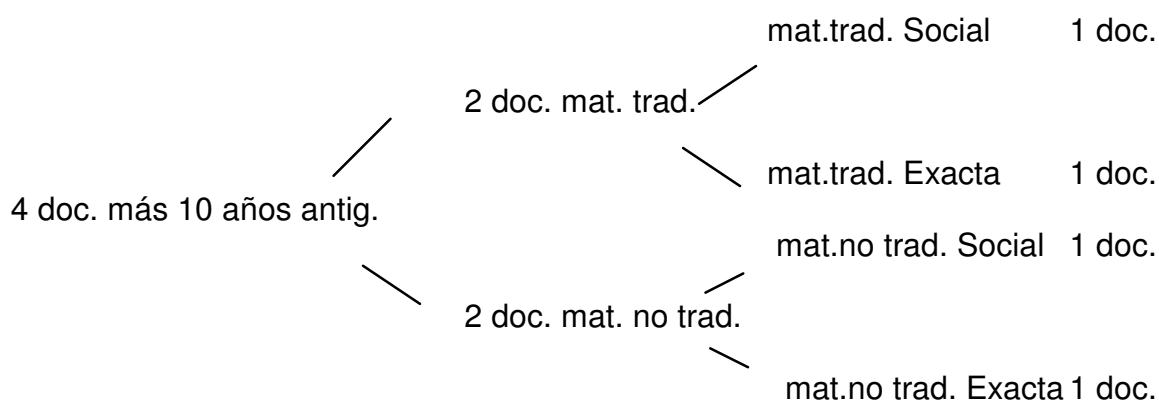 mat.trad. Social 1 doc.
2 doc. mat. trad.
mat.trad. Exacta 1 doc.
4 doc. más 10 años antig.
mat.no trad. Social 1 doc.
2 doc. mat. no trad.
mat.no trad. Exacta 1 doc.